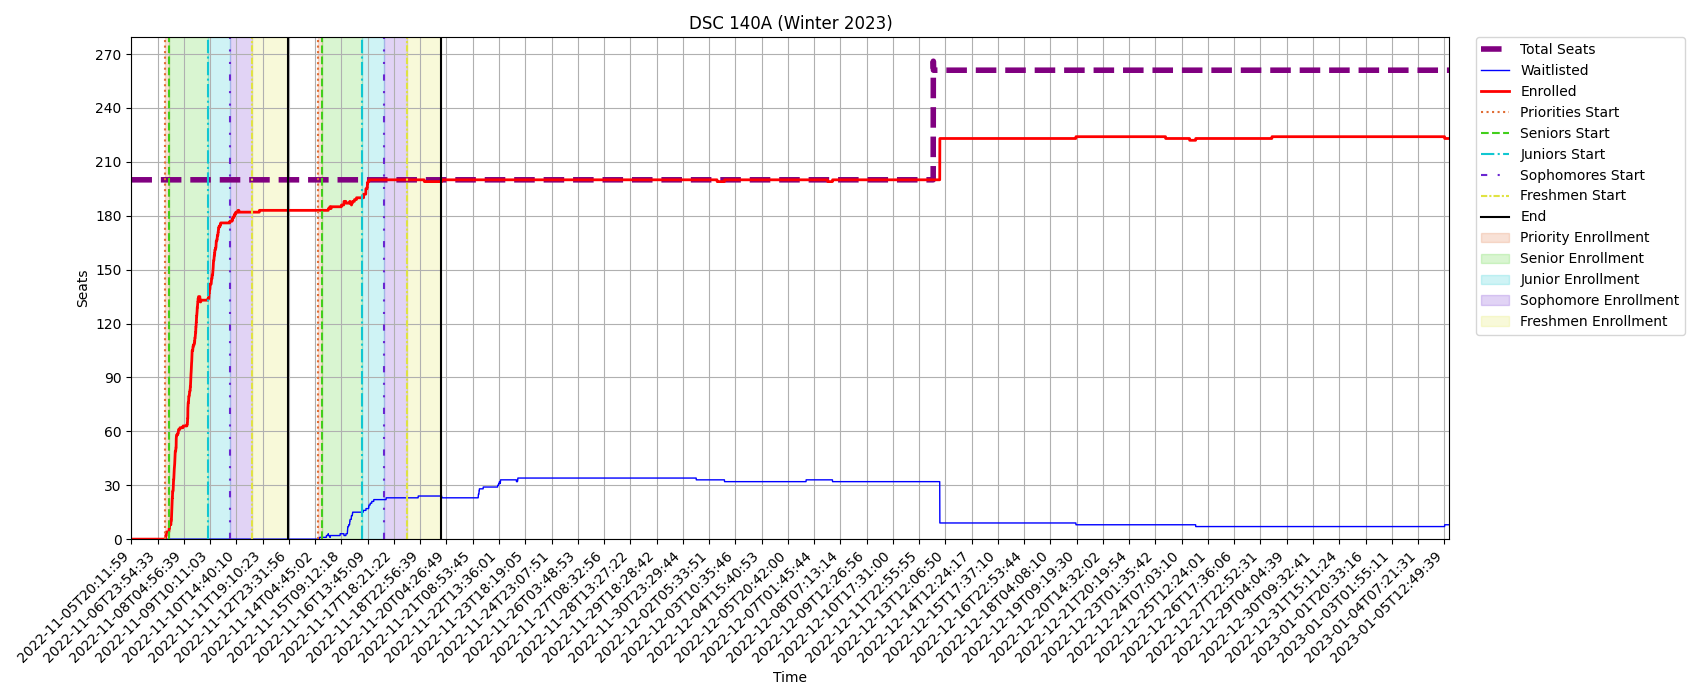 DSC 140A (Winter 2023)
270
240
210
180
150
120
90
60
30
0
Seats
2022-11-05T20:11:59
2022-11-06T23:54:33
2022-11-08T04:56:39
2022-11-09T10:11:03
2022-11-10T14:40:16
2022-11-11T19:10:23
2022-11-12T23:31:56
2022-11-14T04:45:02
2022-11-15T09:12:18
2022-11-16T13:45:09
2022-11-17T18:21:22
2022-11-18T22:56:39
2022-11-20T04:26:49
2022-11-21T08:53:45
2022-11-22T13:36:01
2022-11-23T18:19:05
2022-11-24T23:07:51
2022-11-26T03:48:53
2022-11-27T08:32:56
2022-11-28T13:27:22
2022-11-29T18:28:42
2022-11-30T23:29:44
2022-12-02T05:33:51
2022-12-03T10:35:46
2022-12-04T15:40:53
2022-12-05T20:42:00
2022-12-07T01:45:44
2022-12-08T07:13:14
2022-12-09T12:26:56
2022-12-10T17:31:00
2022-12-11T22:55:55
2022-12-13T12:06:50
2022-12-14T12:24:17
2022-12-15T17:37:10
2022-12-16T22:53:44
2022-12-18T04:08:10
2022-12-19T09:19:30
2022-12-20T14:32:02
2022-12-21T20:19:54
2022-12-23T01:35:42
2022-12-24T07:03:10
2022-12-25T12:24:01
2022-12-26T17:36:06
2022-12-27T22:52:31
2022-12-29T04:04:39
2022-12-30T09:32:41
2022-12-31T15:11:24
2023-01-01T20:33:16
2023-01-03T01:55:11
2023-01-04T07:21:31
2023-01-05T12:49:39
Time
Total Seats
Waitlisted
Enrolled
Priorities Start
Seniors Start
Juniors Start
Sophomores Start
Freshmen Start
End
Priority Enrollment
Senior Enrollment
Junior Enrollment
Sophomore Enrollment
Freshmen Enrollment